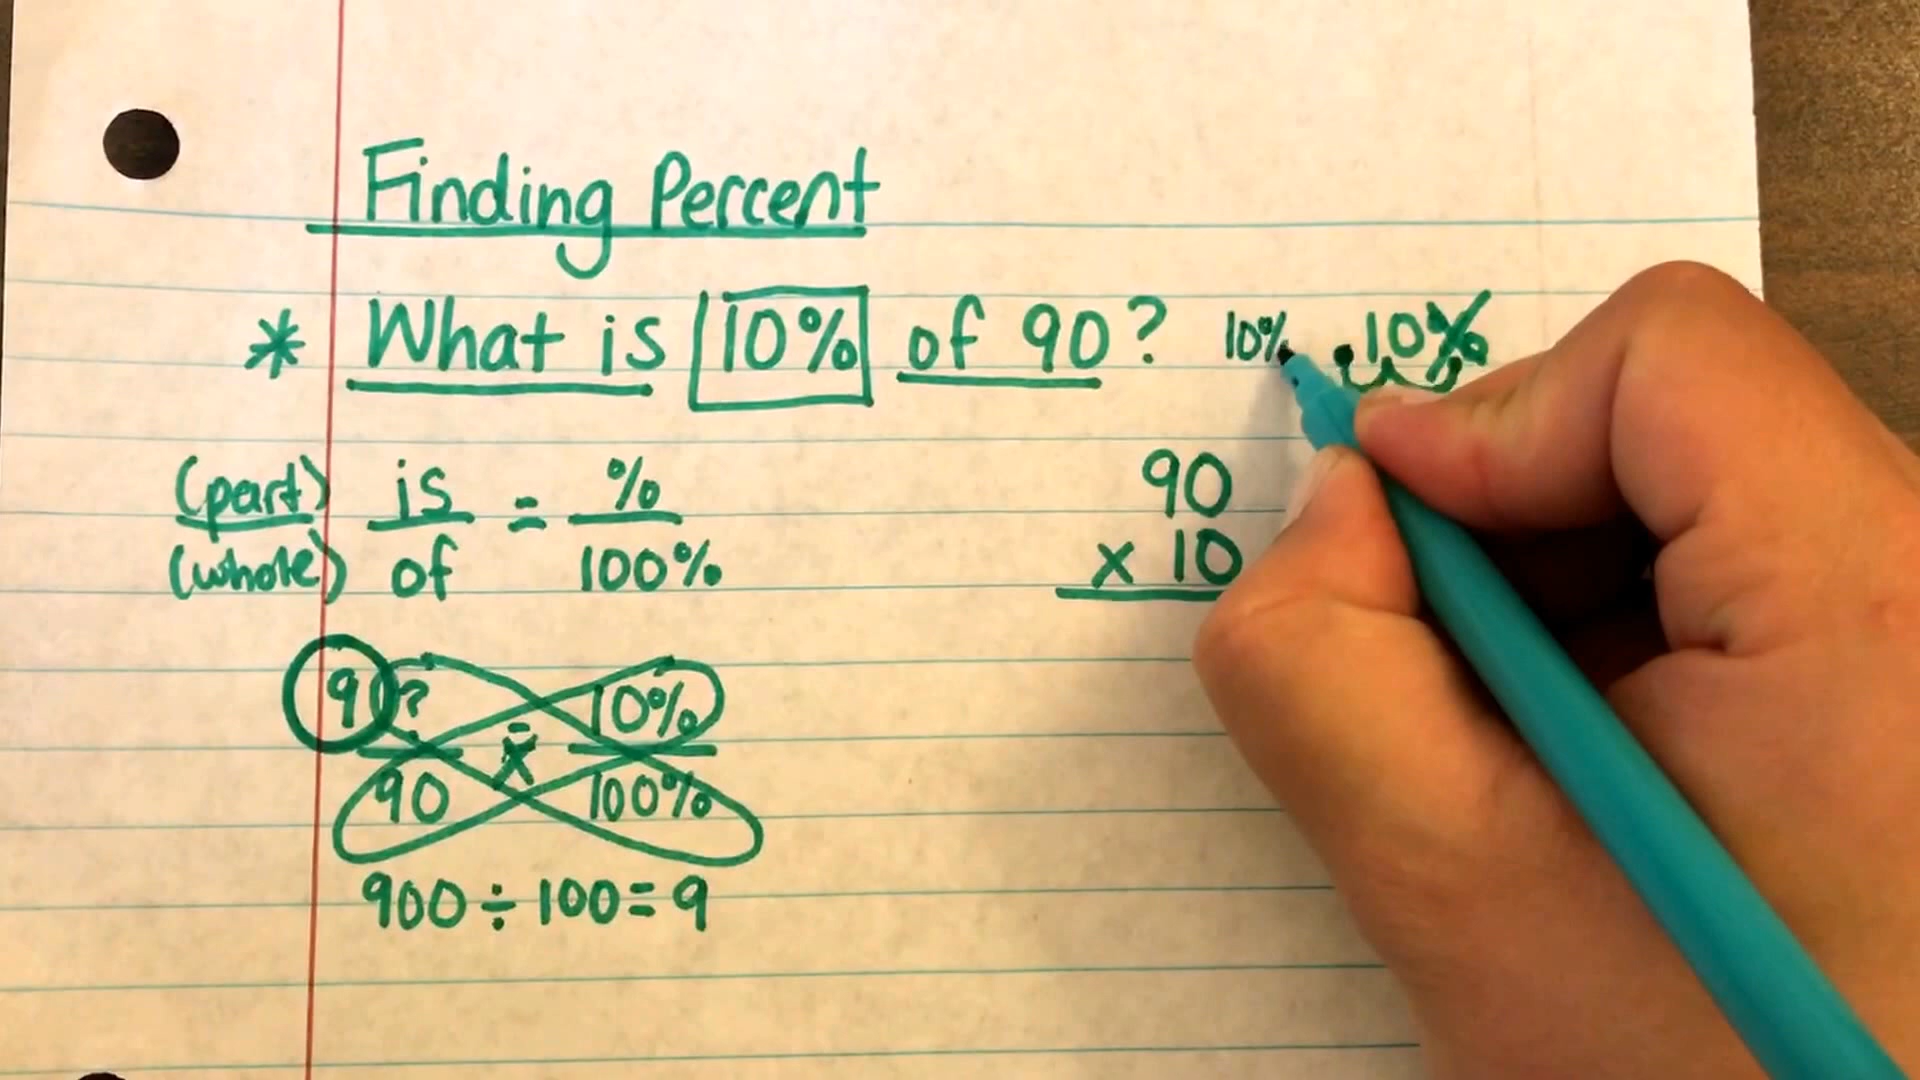 Finding Percent
* What is 10% of 90? 10% .10%
(part) is = %
(whole) of 100%
90
x 10
9 ? 10%
x
90 100%
900 ÷ 100 = 9